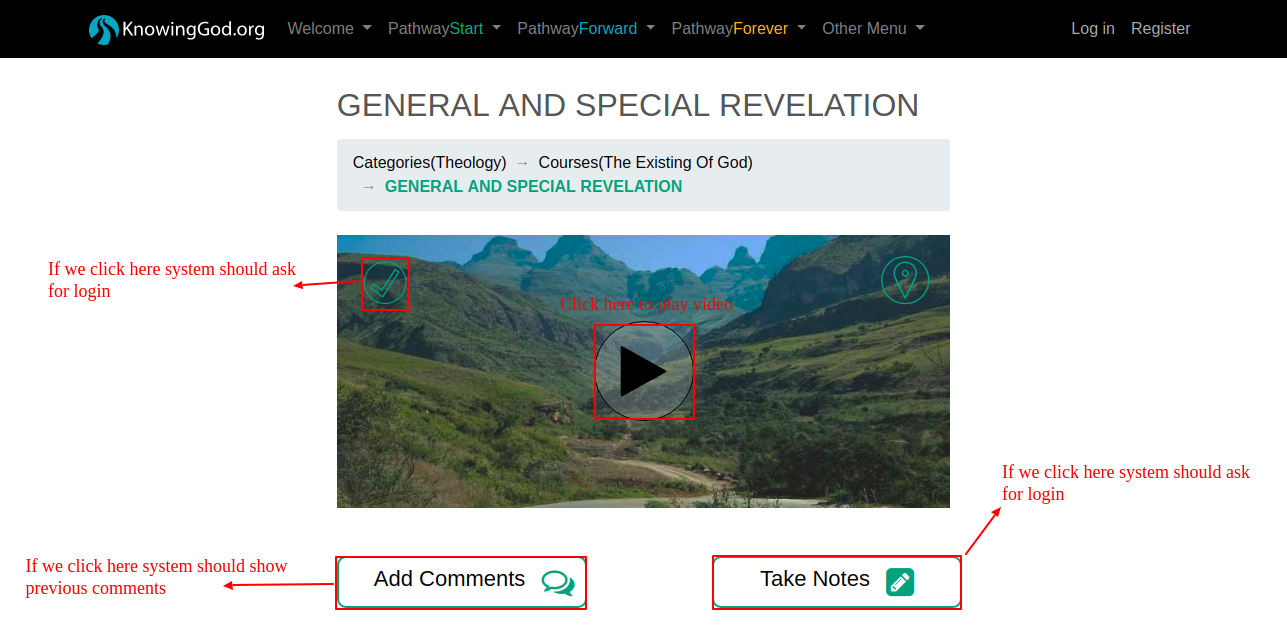 KnowingGod.org Welcome PathwayStart PathwayForward PathwayForever Other Menu Log in Register
GENERAL AND SPECIAL REVELATION
Categories(Theology) → Courses(The Existing Of God)
→ GENERAL AND SPECIAL REVELATION
If we click here system should ask
for login
Click here to play video
If we click here system should ask
for login
If we click here system should show
previous comments
Add Comments
Take Notes